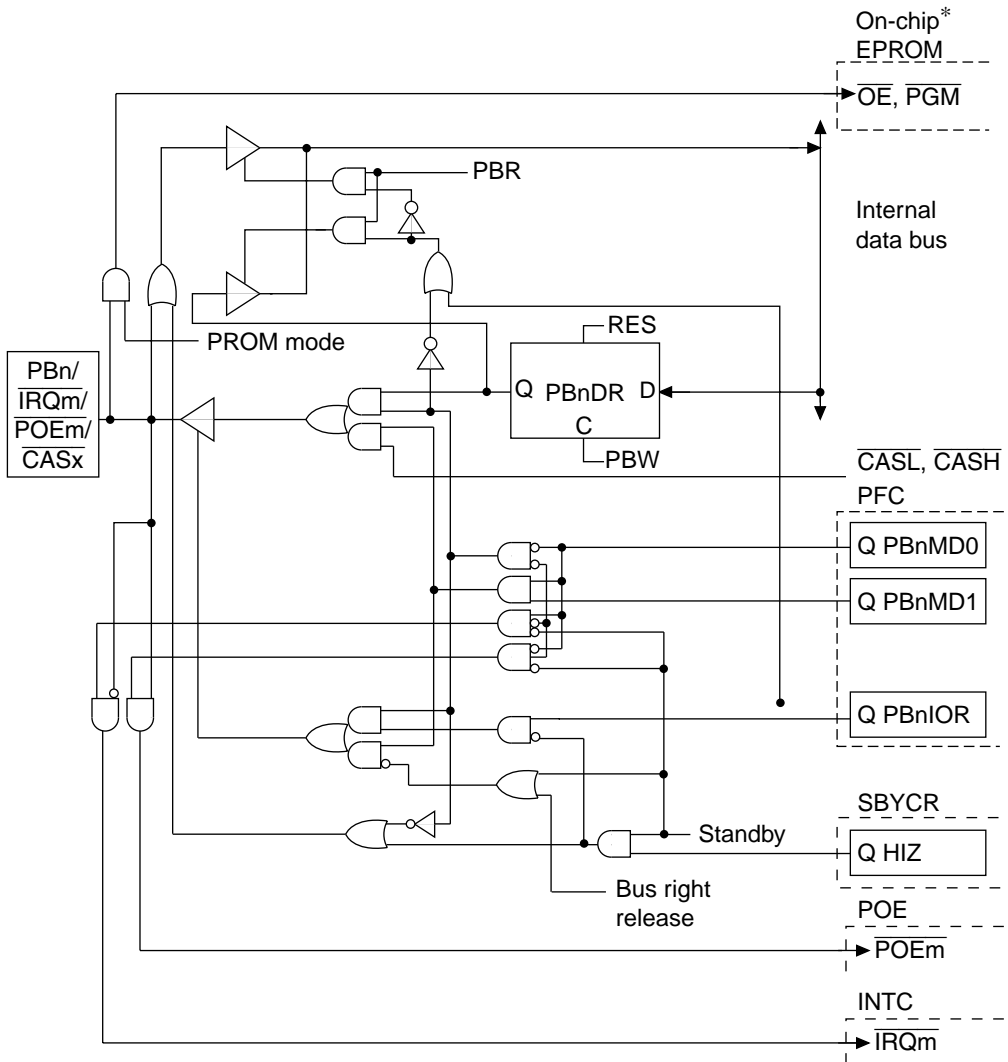 On-chip*
EPROM
OE, PGM
PBR
Internal
data bus
PROM mode
RES
PBn/
IRQm/
POEm/
CASx
Q PBnDR D
C
PBW
CASL, CASH
PFC
Q PBnMD0
Q PBnMD1
Q PBnIOR
SBYCR
Standby
Q HIZ
Bus right
release
POE
POEm
INTC
IRQm